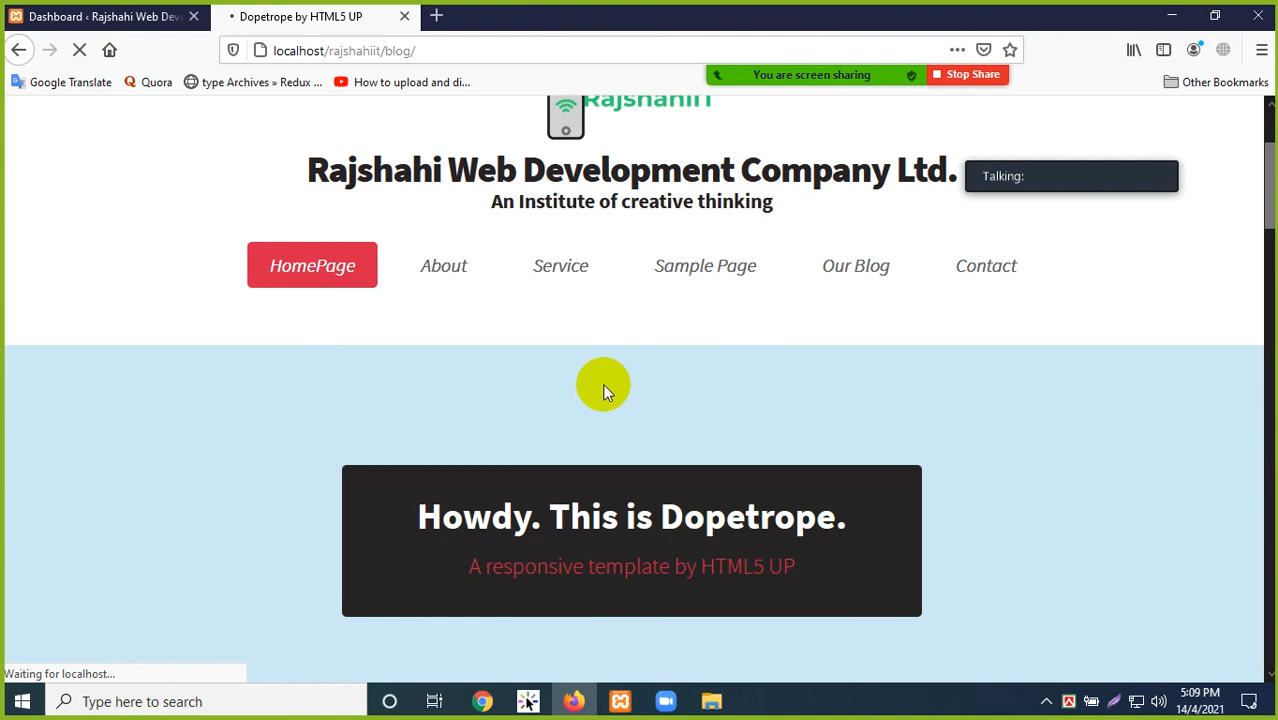 Dashboard ‹ Rajshahi Web Dev
Dopetrope by HTML5 UP
localhost/rajshahiit/blog/
Google Translate
Quora
type Archives » Redux ...
How to upload and di...
You are screen sharing
Stop Share
Other Bookmarks
RajshahiIT
Rajshahi Web Development Company Ltd.
Talking:
An Institute of creative thinking
HomePage
About
Service
Sample Page
Our Blog
Contact
Howdy. This is Dopetrope.
A responsive template by HTML5 UP
Waiting for localhost...
Type here to search
5:09 PM
14/4/2021